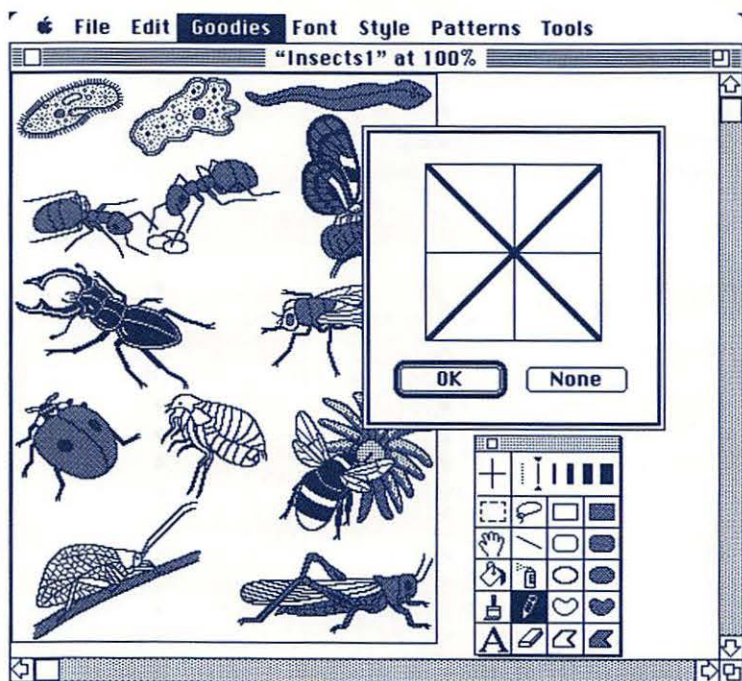 File Edit Goodies Font Style Patterns Tools
“Insects1” at 100%
OK None
A